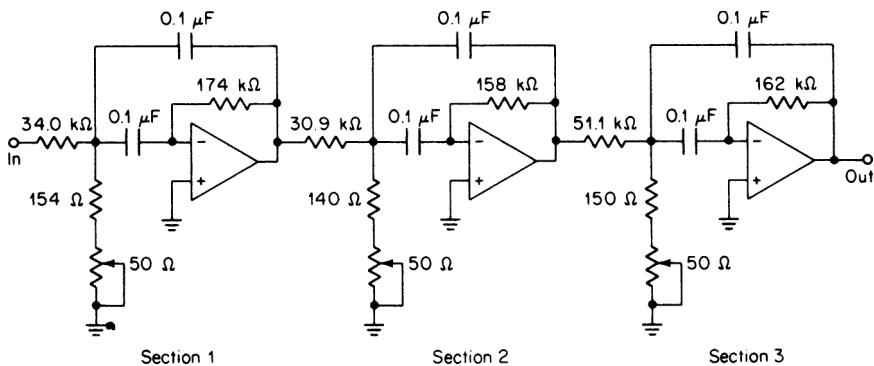 0.1 μF
0.1 μF
0.1 μF
174 kΩ
158 kΩ
162 kΩ
34.0 kΩ
0.1 μF
30.9 kΩ
0.1 μF
51.1 kΩ
0.1 μF
In
Out
154 Ω
140 Ω
150 Ω
50 Ω
50 Ω
50 Ω
Section 1
Section 2
Section 3